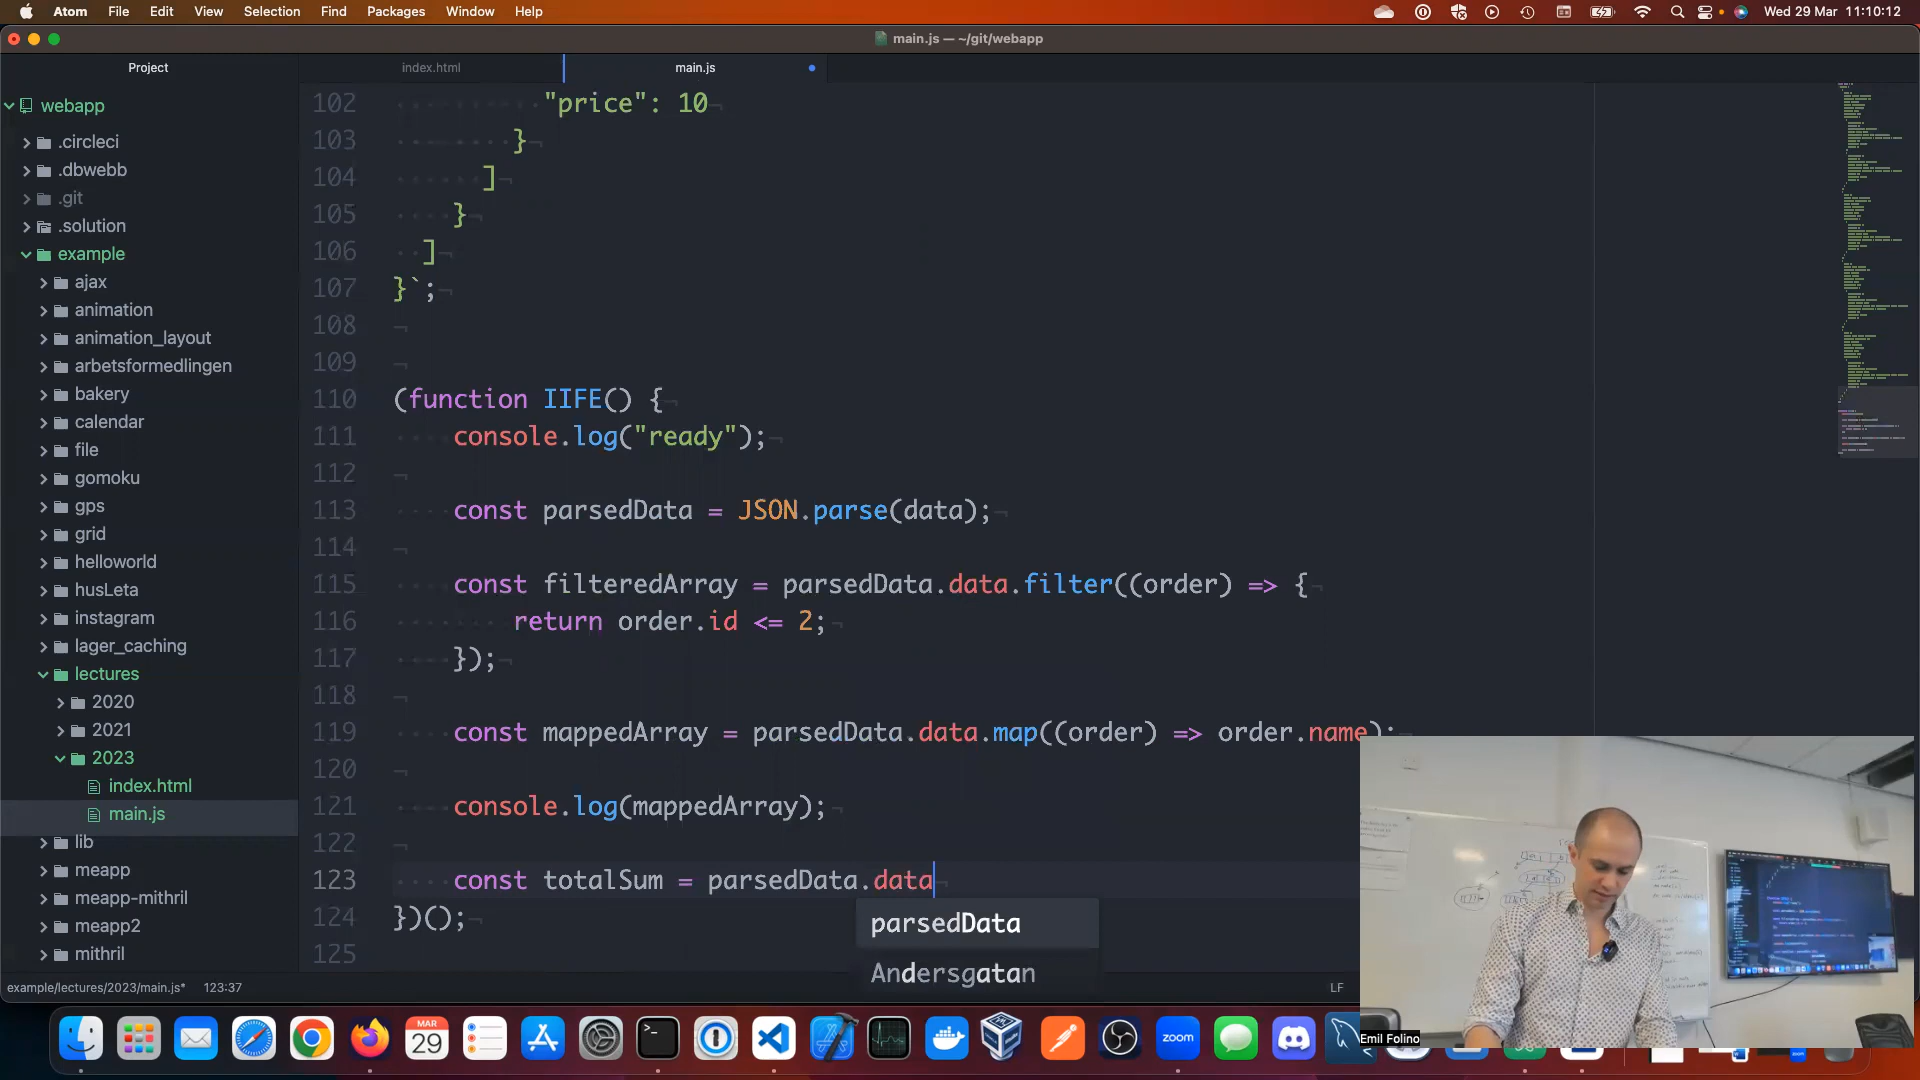 Atom File Edit View Selection Find Packages Window Help
Wed 29 Mar 11:10:12
main.js — ~/git/webapp
Project
index.html
main.js
webapp
.circleci
.dbwebb
.git
.solution
example
ajax
animation
animation_layout
arbetsformedlingen
bakery
calendar
file
gomoku
gps
grid
helloworld
husLeta
instagram
lager_caching
lectures
2020
2021
2023
index.html
main.js
lib
meapp
meapp-mithril
meapp2
mithril
102 "price": 10
103 }
104 ]
105 }
106 ]
107 }`;
108
109
110 (function IIFE() {
111 console.log("ready");
112
113 const parsedData = JSON.parse(data);
114
115 const filteredArray = parsedData.data.filter((order) => {
116 return order.id <= 2;
117 });
118
119 const mappedArray = parsedData.data.map((order) => order.name);
120
121 console.log(mappedArray);
122
123 const totalSum = parsedData.data
124 })();
125
parsedData
Andersgatan
example/lectures/2023/main.js* 123:37
LF
Emil Folino
MAR
29
zoom